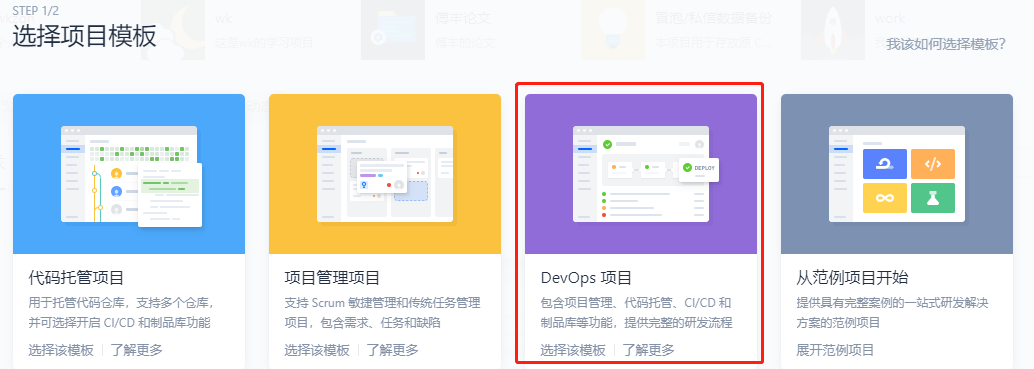 STEP 1/2
选择项目模板
我该如何选择模板?
wk
work
DEPLOY
代码托管项目
用于托管代码仓库,支持多个仓库,
并可选择开启 CI/CD 和制品库功能
选择该模板 | 了解更多
项目管理项目
支持 Scrum 敏捷管理和传统任务管理
项目,包含需求、任务和缺陷
选择该模板 | 了解更多
DevOps 项目
包含项目管理、代码托管、CI/CD 和
制品库等功能,提供完整的研发流程
选择该模板 | 了解更多
从范例项目开始
提供具有完整案例的一站式研发解决
方案的范例项目
展开范例项目